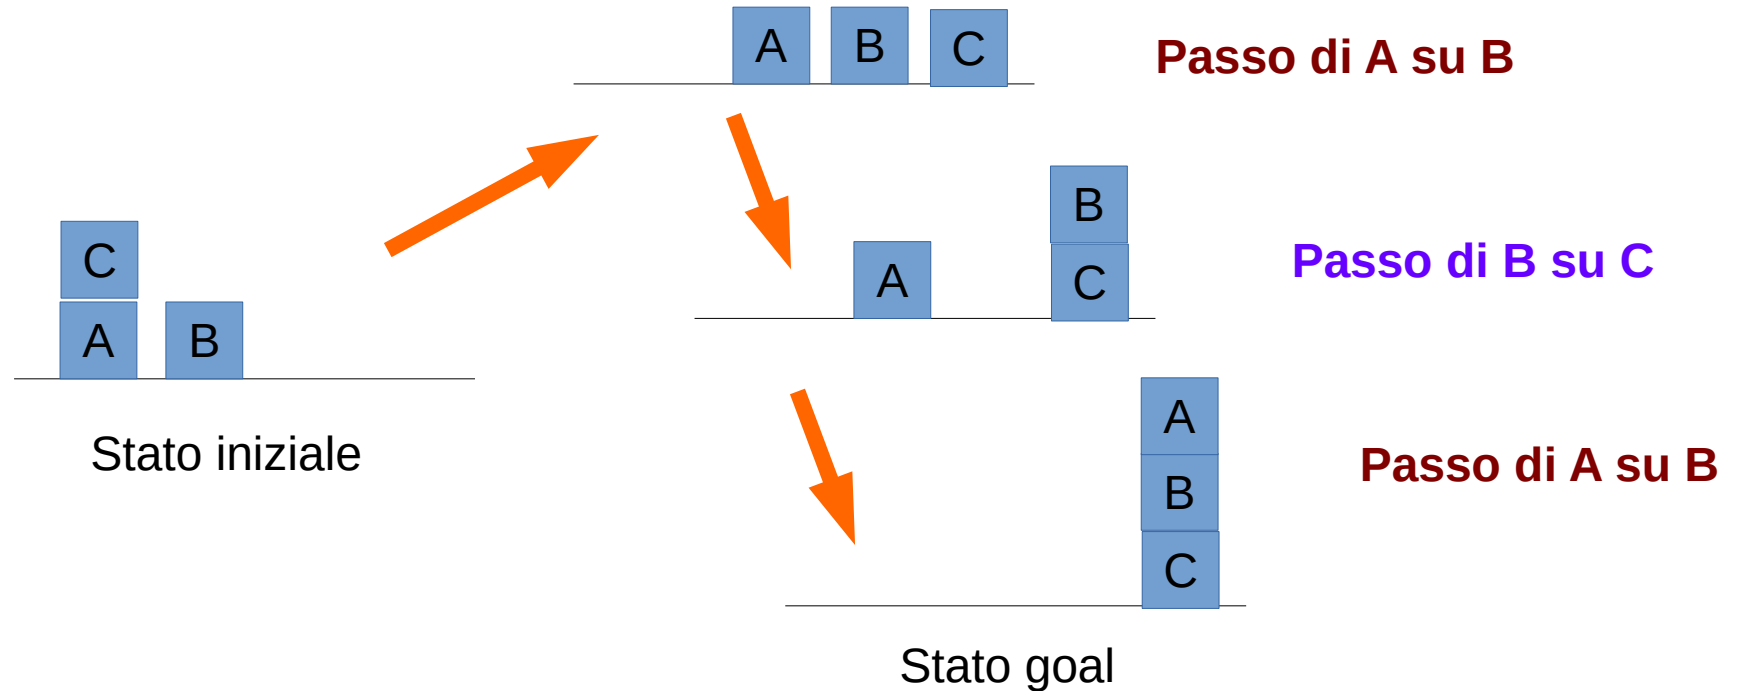 A B C
Passo di A su B
B
C
A
B
Passo di B su C
A
C
A B
A
Stato iniziale
B
Passo di A su B
C
Stato goal